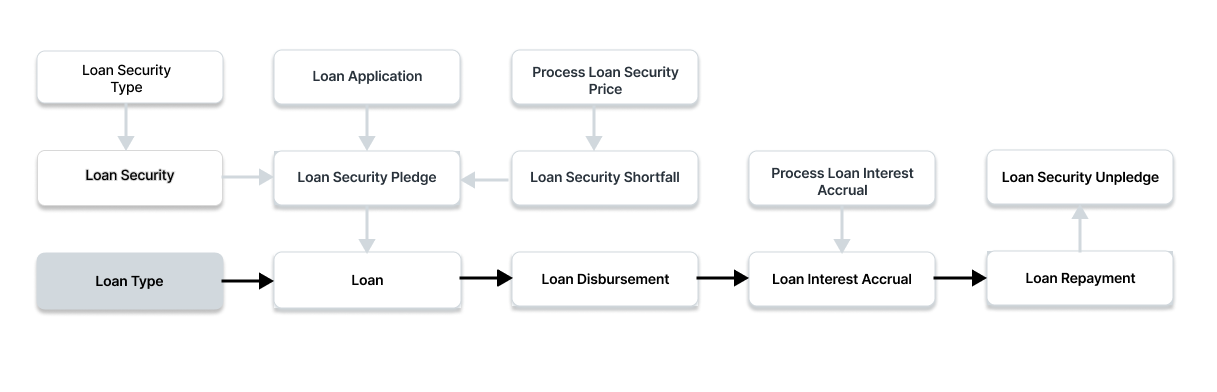 Loan Security
Type
Loan Application
Process Loan Security
Price
Loan Security
Loan Security Pledge
Loan Security Shortfall
Process Loan Interest
Accrual
Loan Security Unpledge
Loan Type
Loan
Loan Disbursement
Loan Interest Accrual
Loan Repayment